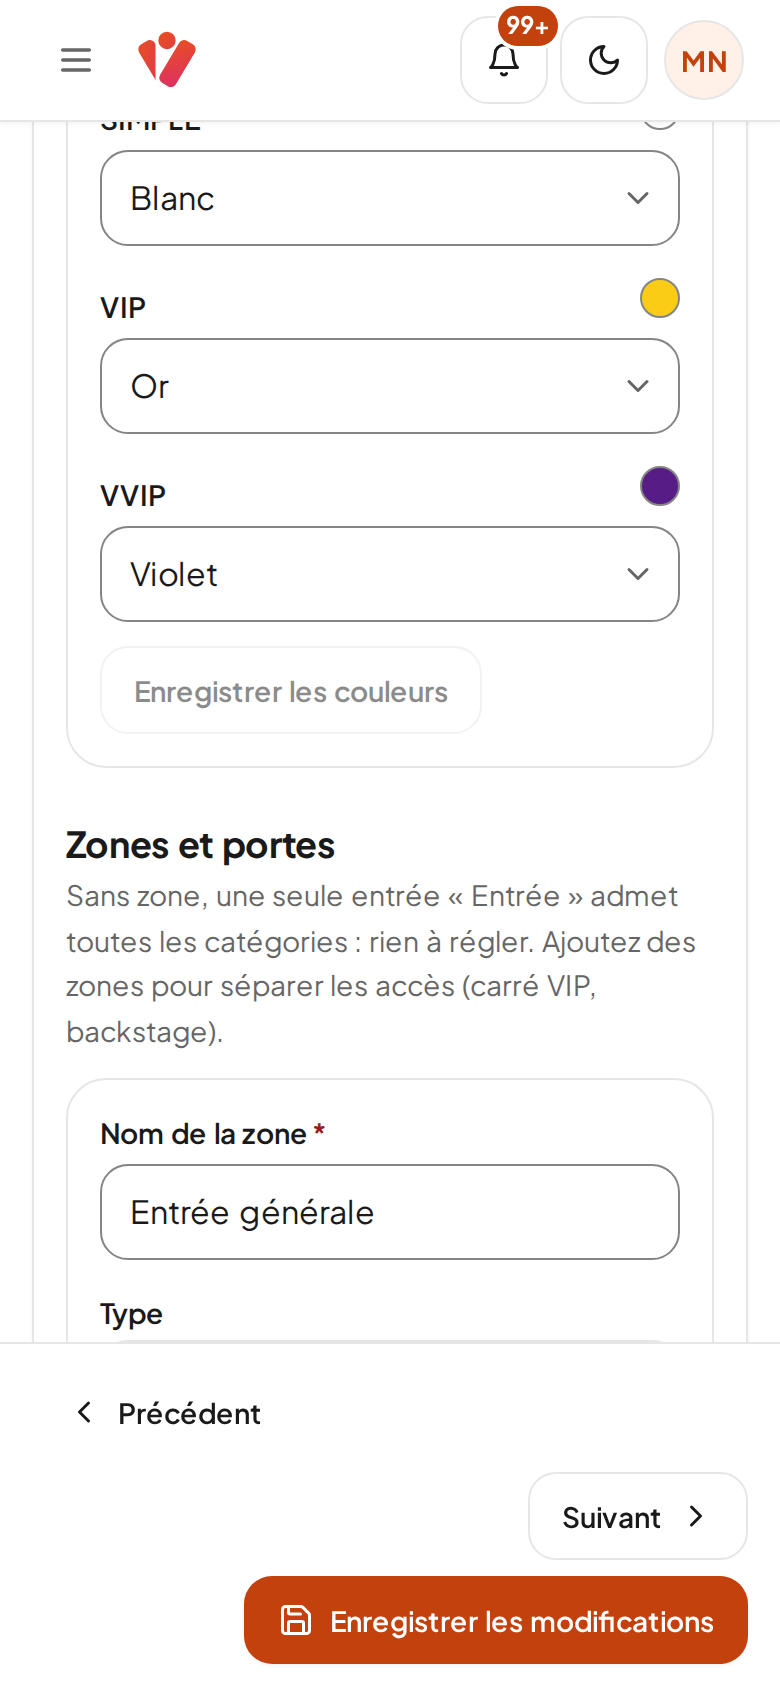 99+
MN
SIMPLE
Blanc
VIP
Or
VVIP
Violet
Enregistrer les couleurs
Zones et portes
Sans zone, une seule entrée « Entrée » admet
toutes les catégories : rien à régler. Ajoutez des
zones pour séparer les accès (carré VIP,
backstage).
Nom de la zone *
Entrée générale
Type
Précédent
Suivant
Enregistrer les modifications